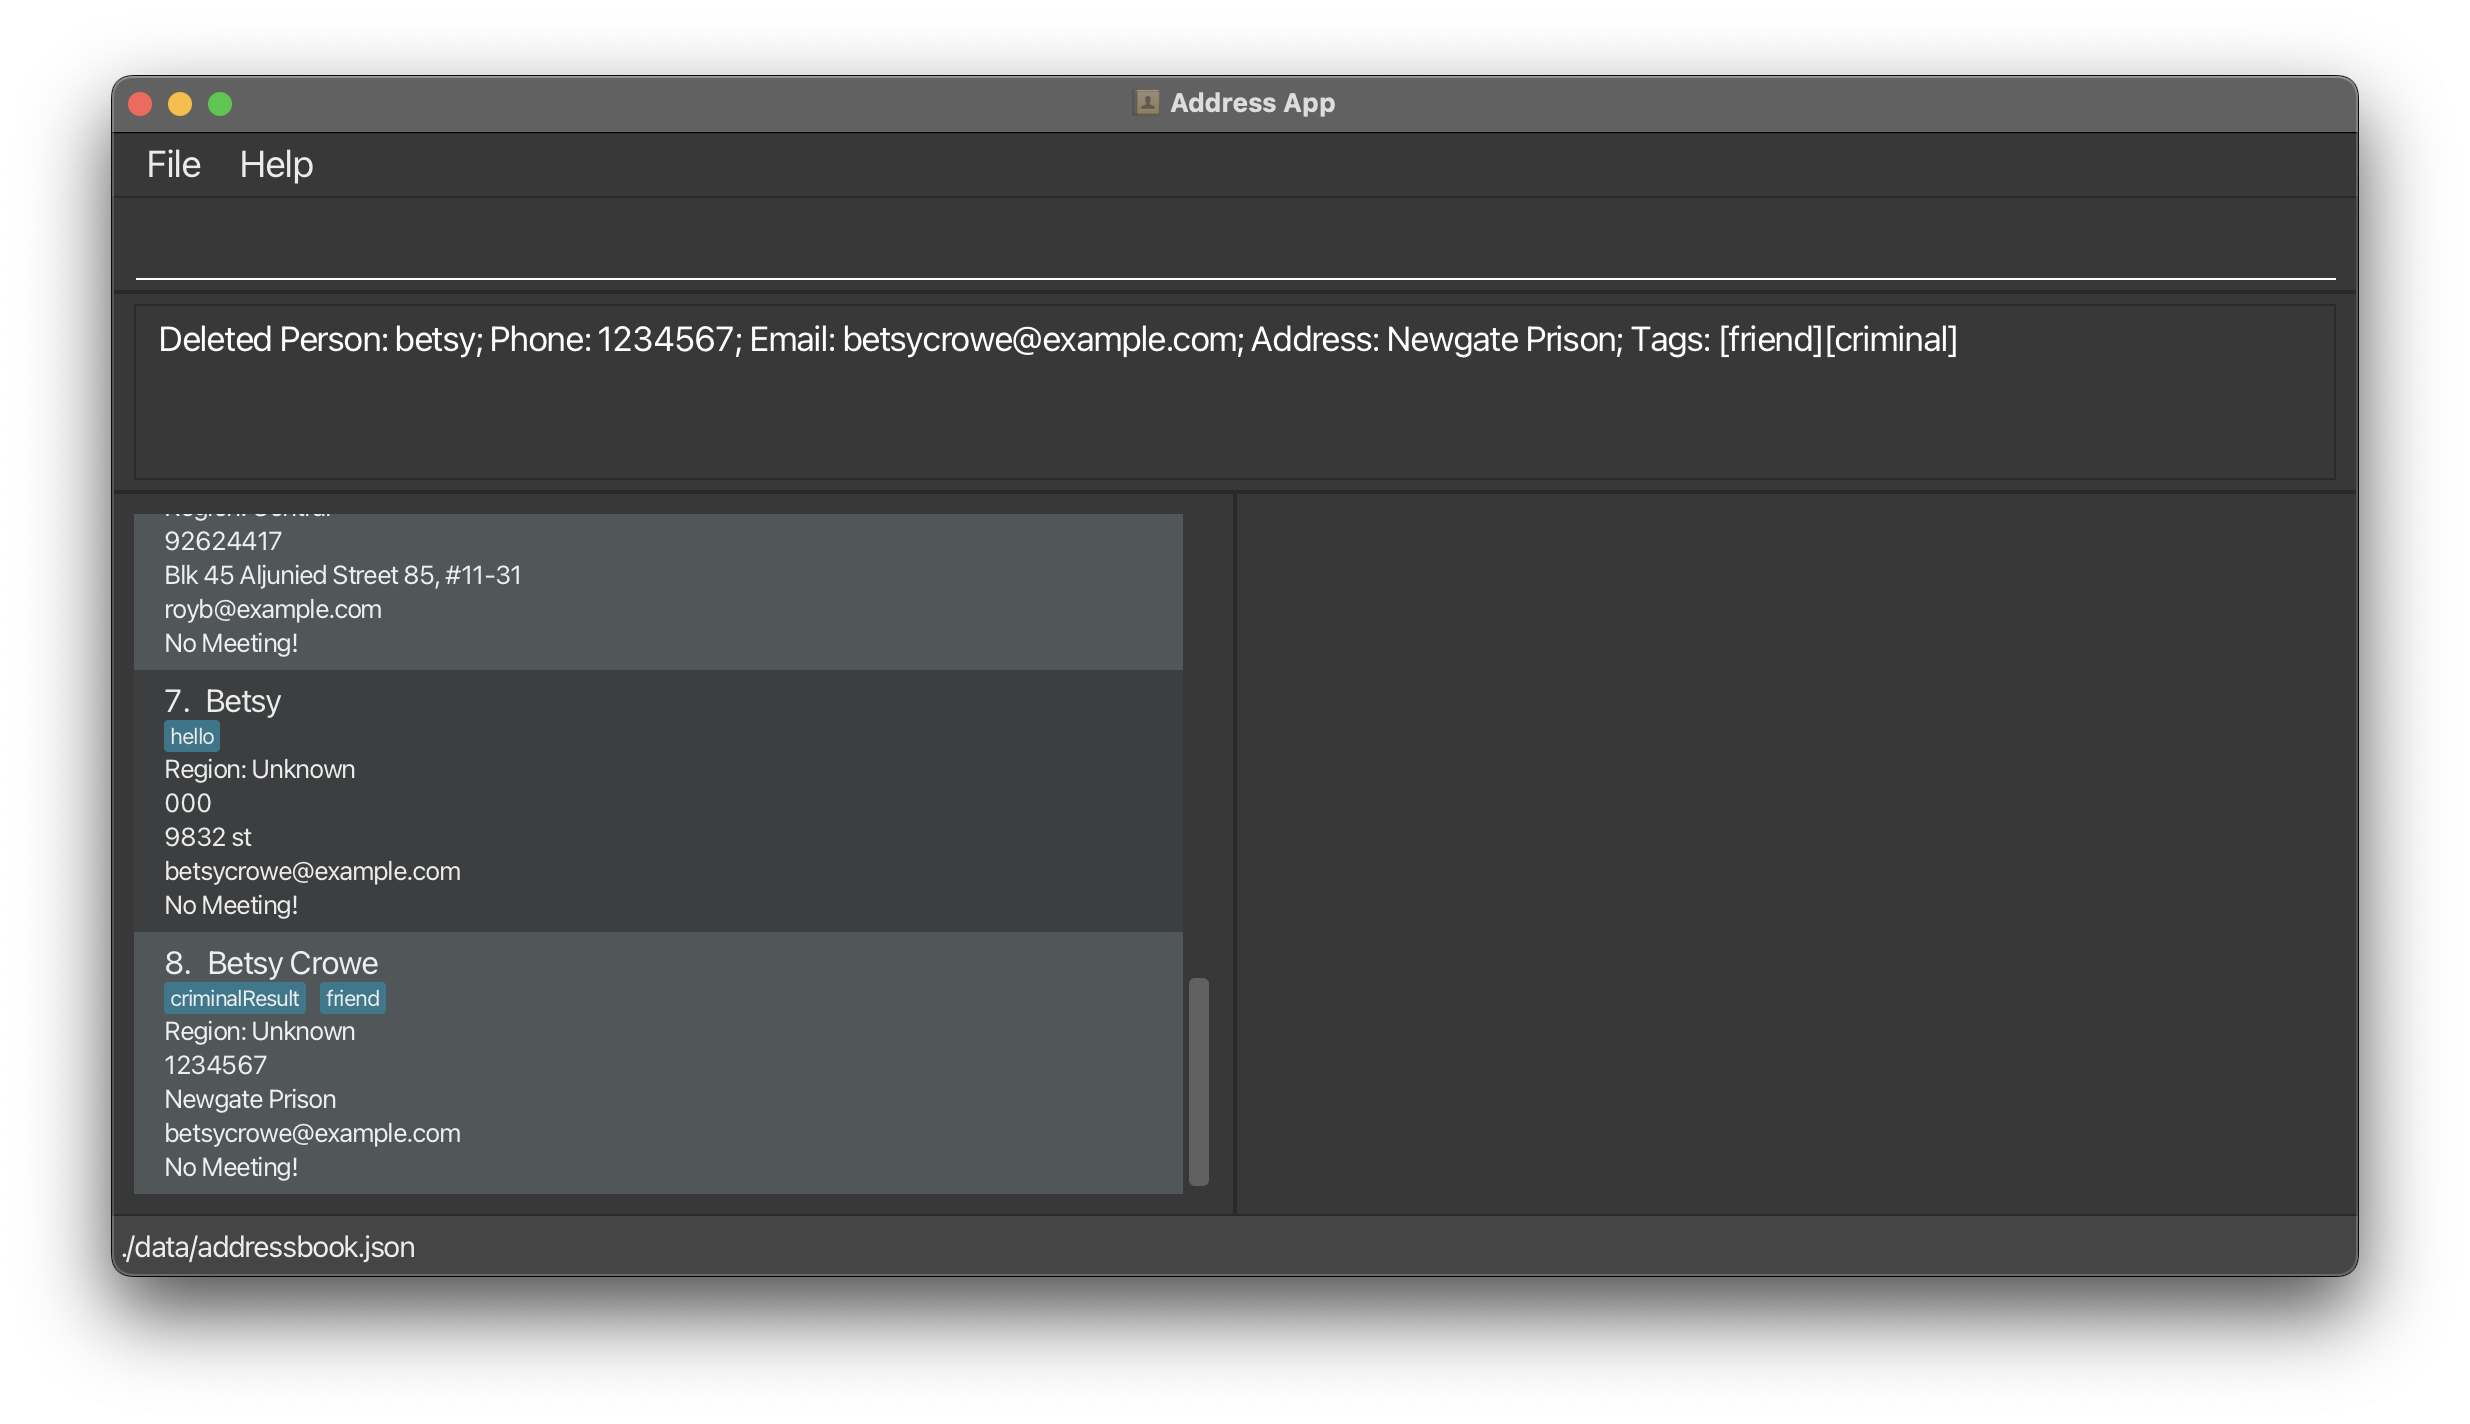 Address App
File Help
Deleted Person: betsy; Phone: 1234567; Email: betsycrowe@example.com; Address: Newgate Prison; Tags: [friend][criminal]
Region: Central
92624417
Blk 45 Aljunied Street 85, #11-31
royb@example.com
No Meeting!
7. Betsy
hello
Region: Unknown
000
9832 st
betsycrowe@example.com
No Meeting!
8. Betsy Crowe
criminalResult friend
Region: Unknown
1234567
Newgate Prison
betsycrowe@example.com
No Meeting!
./data/addressbook.json